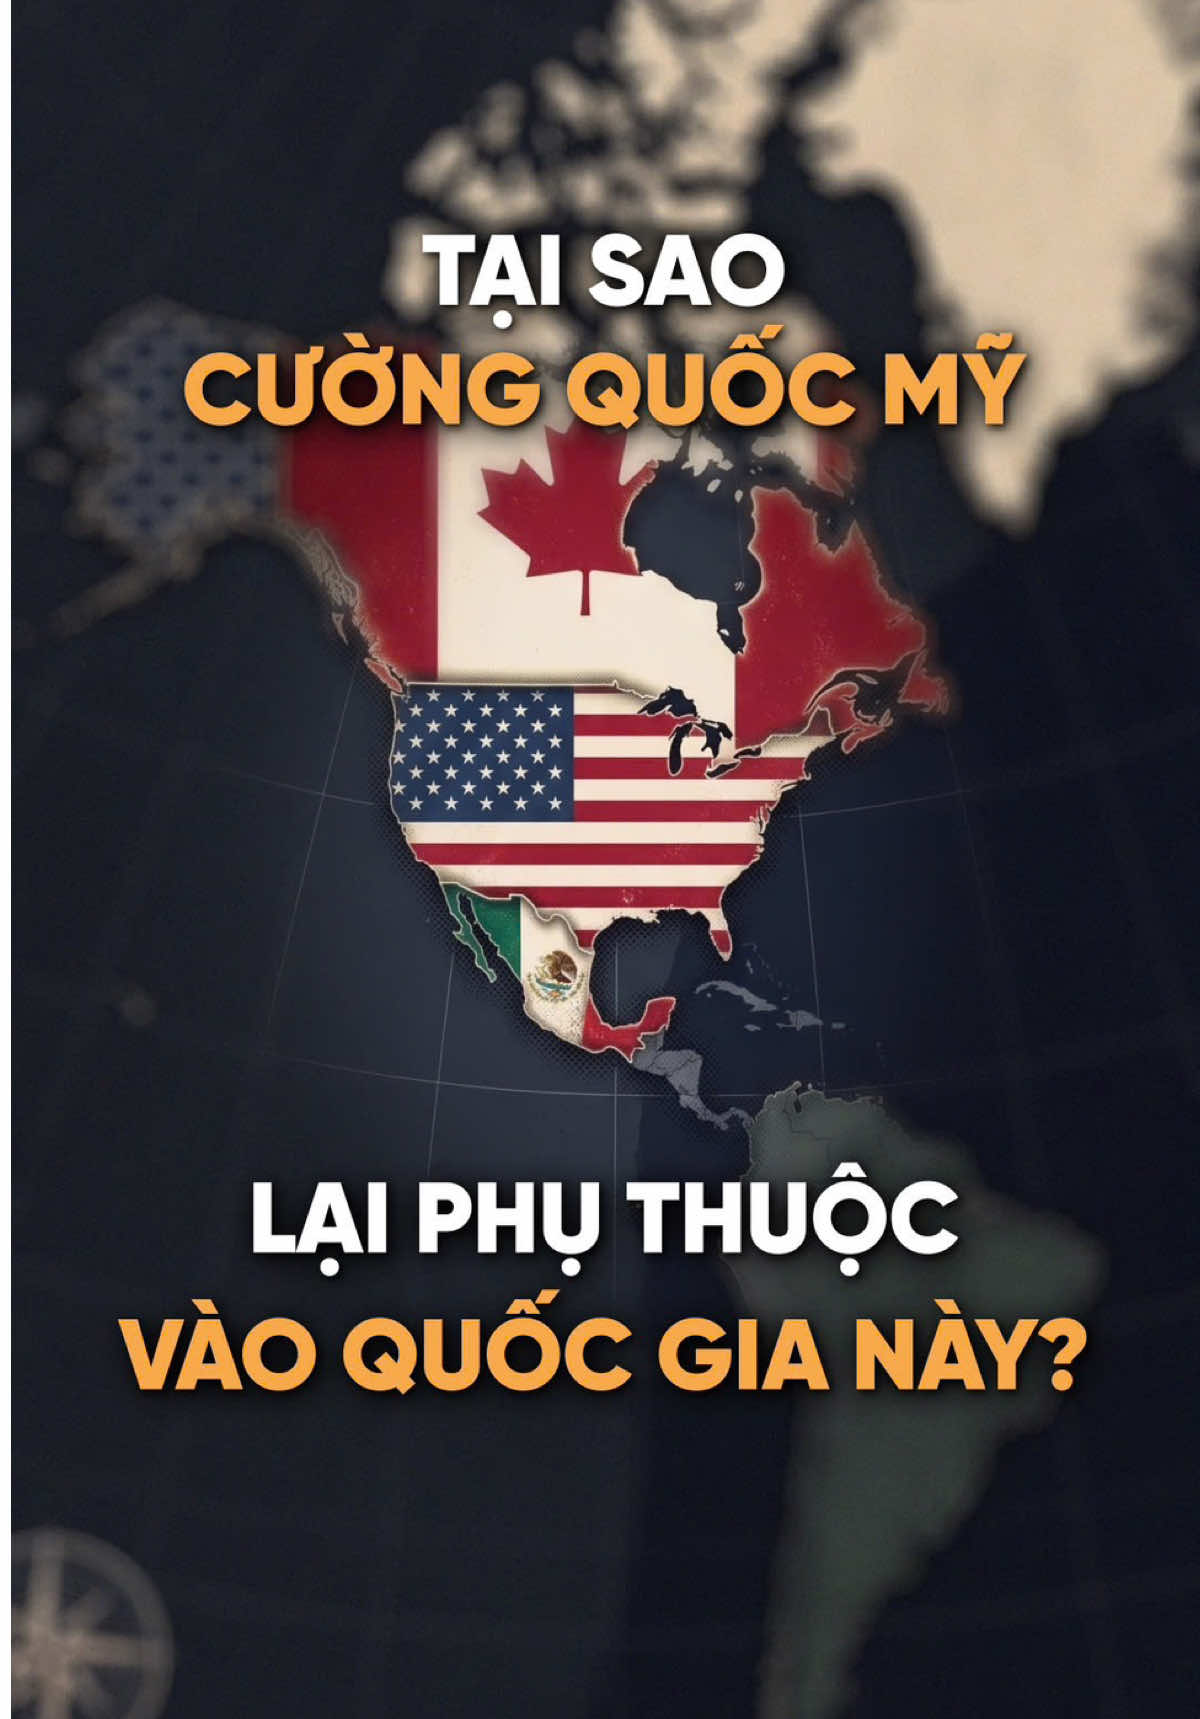 TẠI SAO
CƯỜNG QUỐC MỸ
LẠI PHỤ THUỘC
VÀO QUỐC GIA NÀY?